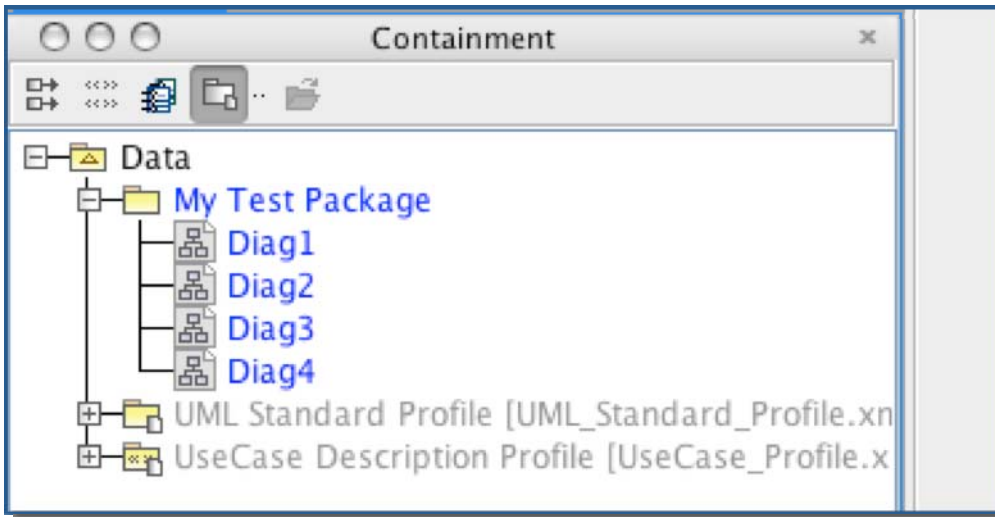 Containment
Data
My Test Package
Diag1
Diag2
Diag3
Diag4
UML Standard Profile [UML_Standard_Profile.xn
UseCase Description Profile [UseCase_Profile.x